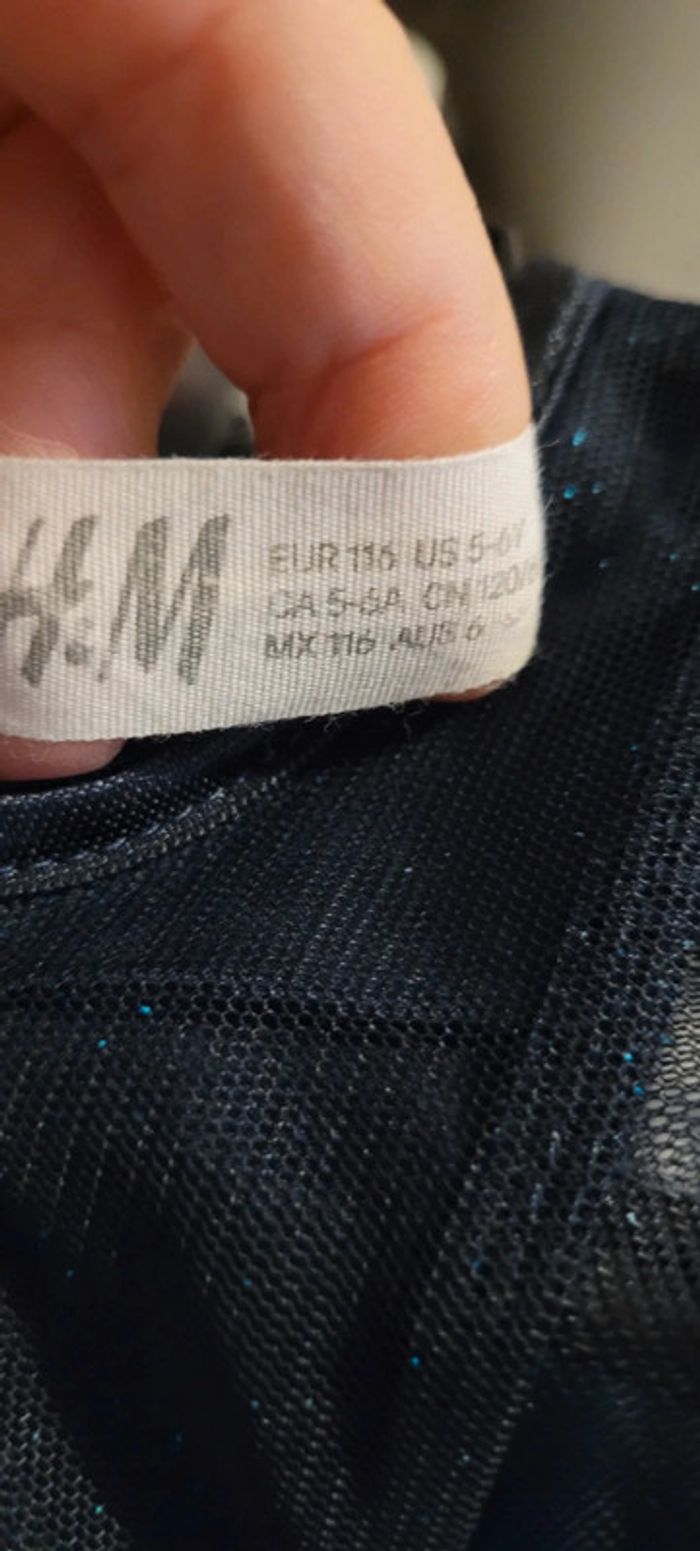 H&M
EUR 116 US 5-6Y
CA 5-6A CN 120/
MX 116 AUS 6